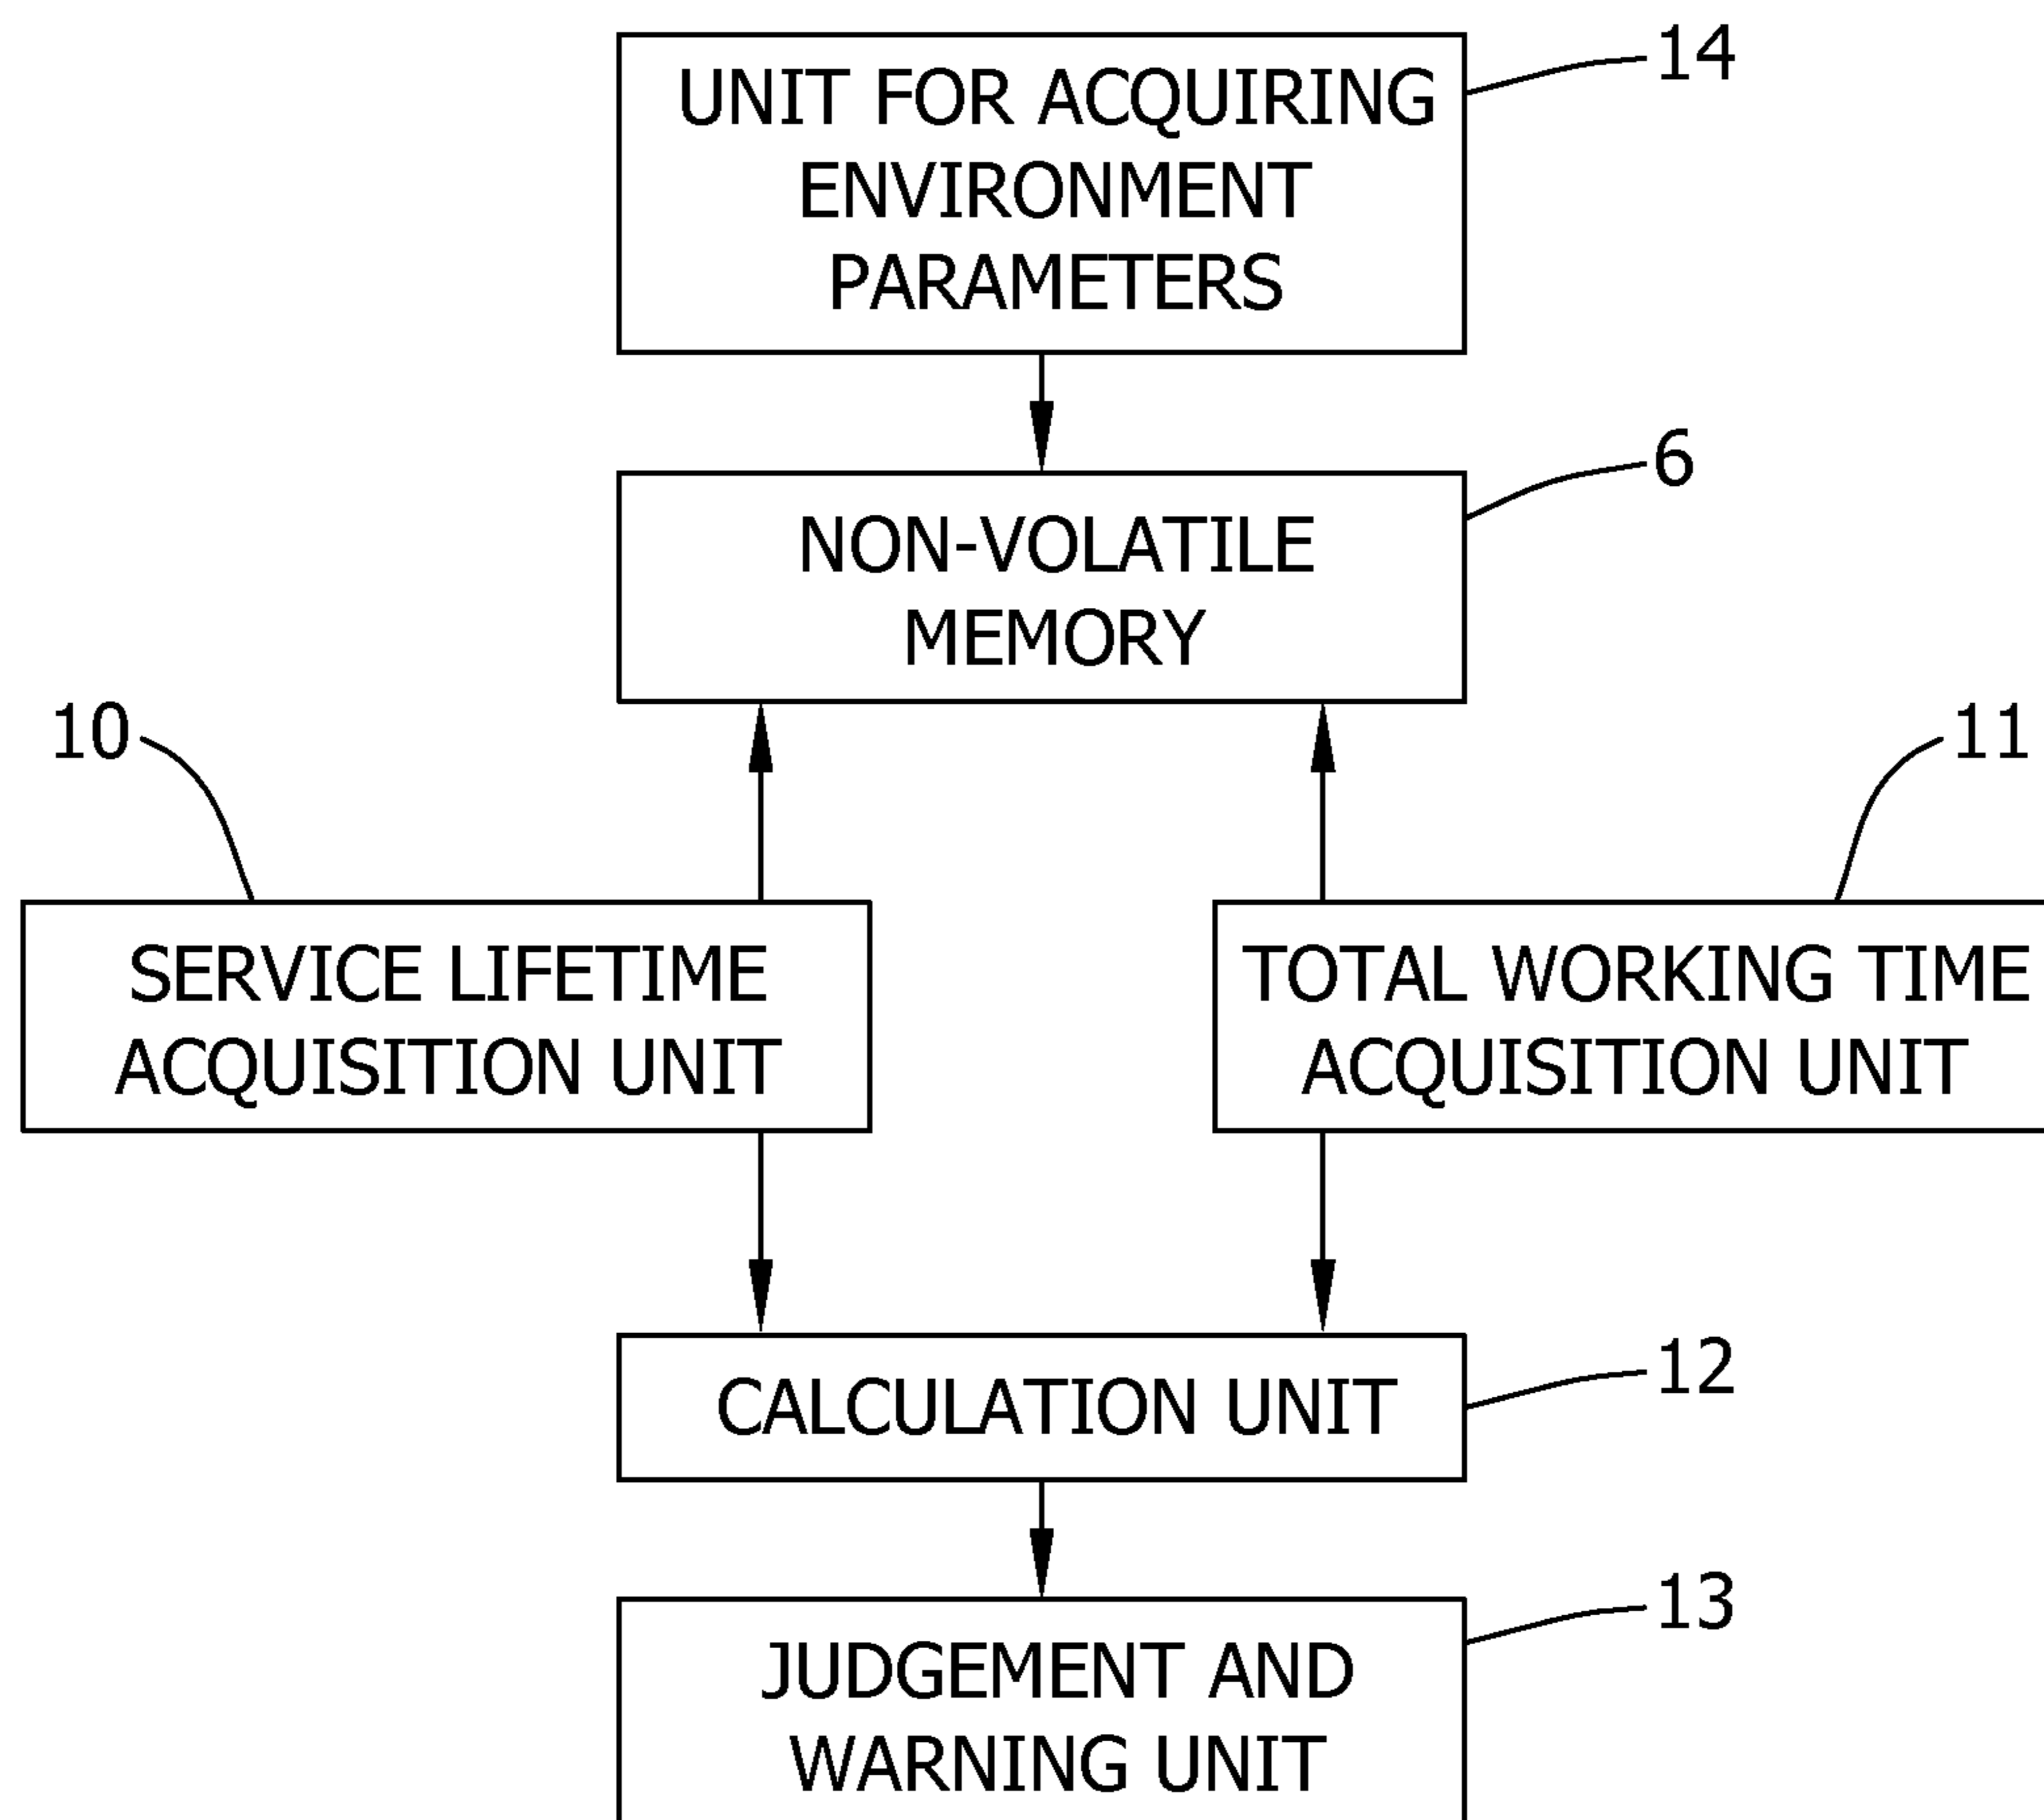 14
UNIT FOR ACQUIRING
ENVIRONMENT
PARAMETERS
6
NON-VOLATILE
MEMORY
10
11
SERVICE LIFETIME
ACQUISITION UNIT
TOTAL WORKING TIME
ACQUISITION UNIT
12
CALCULATION UNIT
13
JUDGEMENT AND
WARNING UNIT